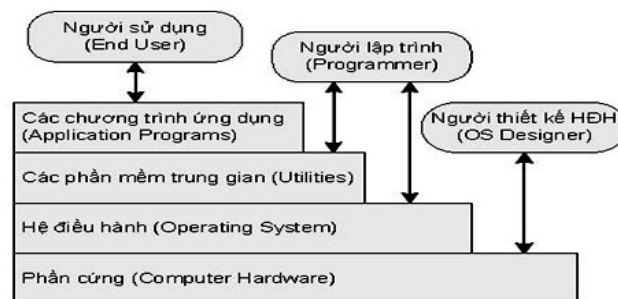 Người sử dụng
(End User)
Người lập trình
(Programmer)
Người thiết kế HĐH
(OS Designer)
Các chương trình ứng dụng
(Application Programs)
Các phần mềm trung gian (Utilities)
Hệ điều hành (Operating System)
Phần cứng (Computer Hardware)